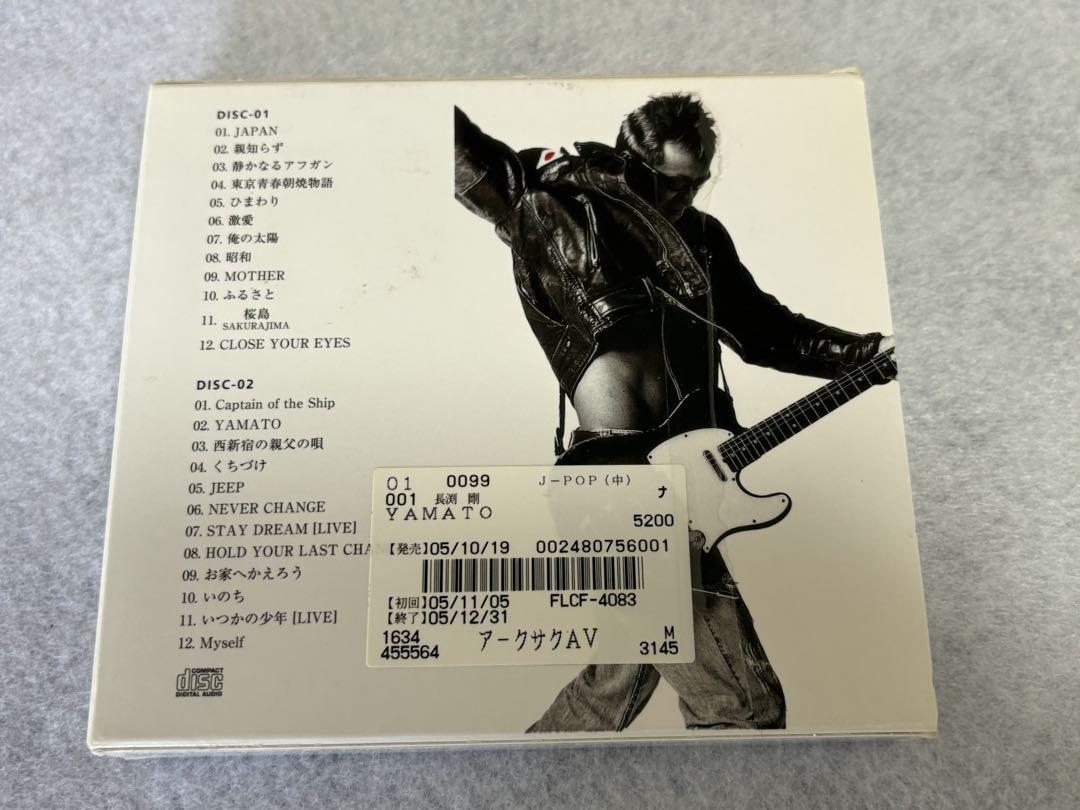 DISC-01
01. JAPAN
02. 親知らず
03. 静かなるアフガン
04. 東京青春朝焼物語
05. ひまわり
06. 激愛
07. 俺の太陽
08. 昭和
09. MOTHER
10. ふるさと
11. 桜島
SAKURAJIMA
12. CLOSE YOUR EYES
DISC-02
01. Captain of the Ship
02. YAMATO
03. 西新宿の親父の唄
04. くちづけ
05. JEEP
06. NEVER CHANGE
07. STAY DREAM [LIVE]
08. HOLD YOUR LAST CHAN
09. お家へかえろう
10. いのち
11. いつかの少年 [LIVE]
12. Myself
COMPACT
disc
DIGITAL AUDIO
01 0099 J-POP(中)
001 長渕 剛 ナ
YAMATO
5200
【発売】05/10/19 002480756001
【初回】05/11/05 FLCF-4083
【終了】05/12/31
1634 アークサクAV M
455564 3145